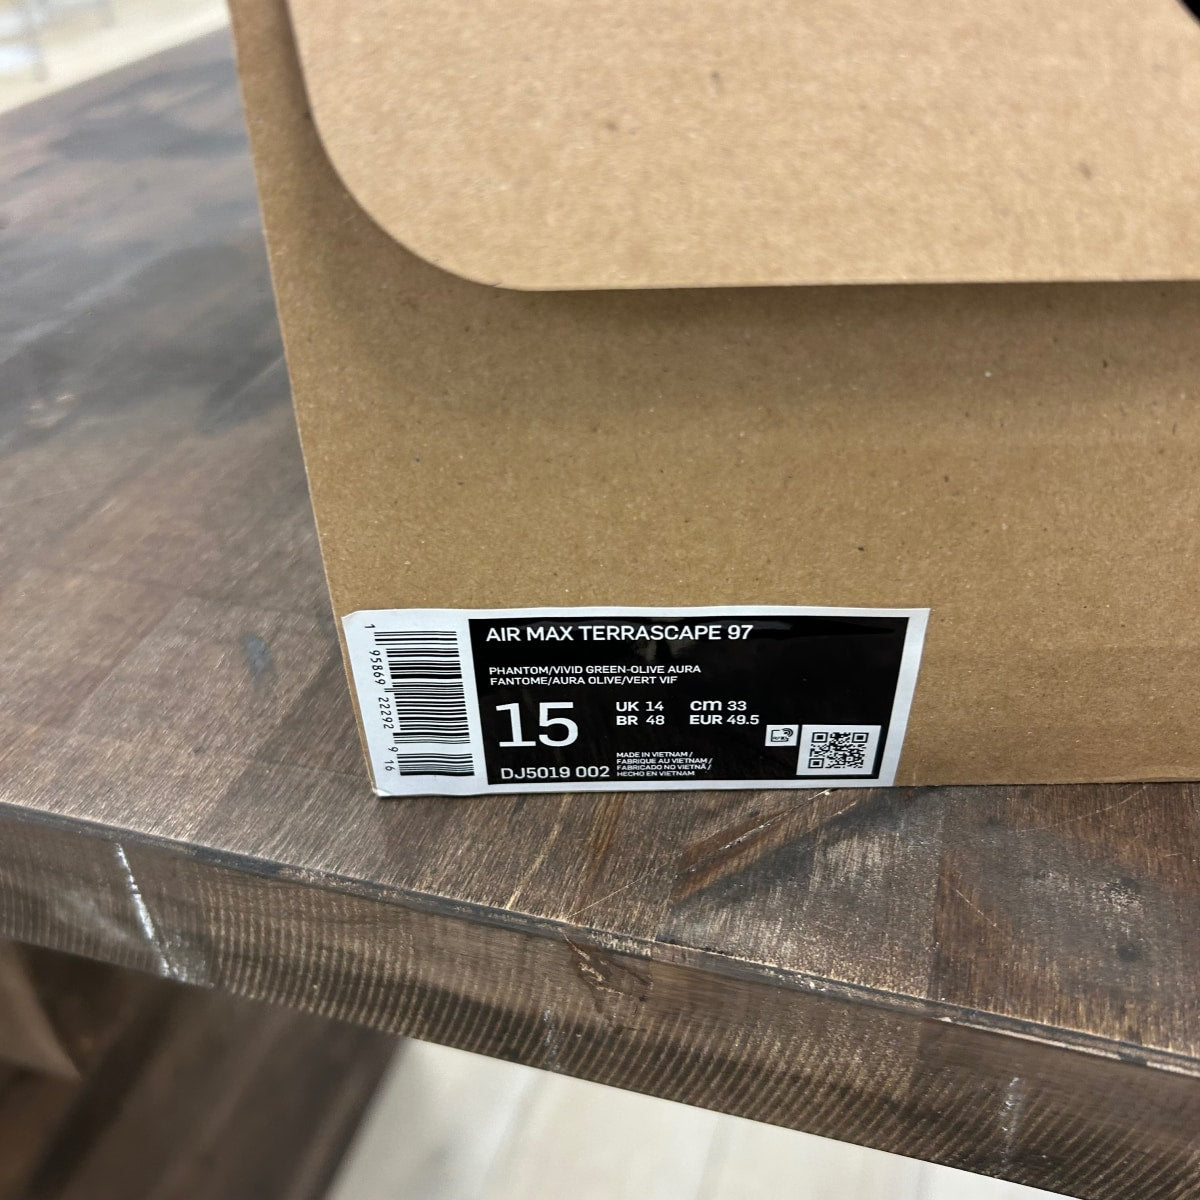 AIR MAX TERRASCAPE 97
PHANTOM/VIVID GREEN-OLIVE AURA
FANTOME/AURA OLIVE/VERT VIF
15
UK 14 cm 33
BR 48 EUR 49.5
DJ5019 002
MADE IN VIETNAM /
FABRIQUE AU VIETNAM /
FABRICADO NO VIETNÃ /
HECHO EN VIETNAM
1 95869 22292 9 16